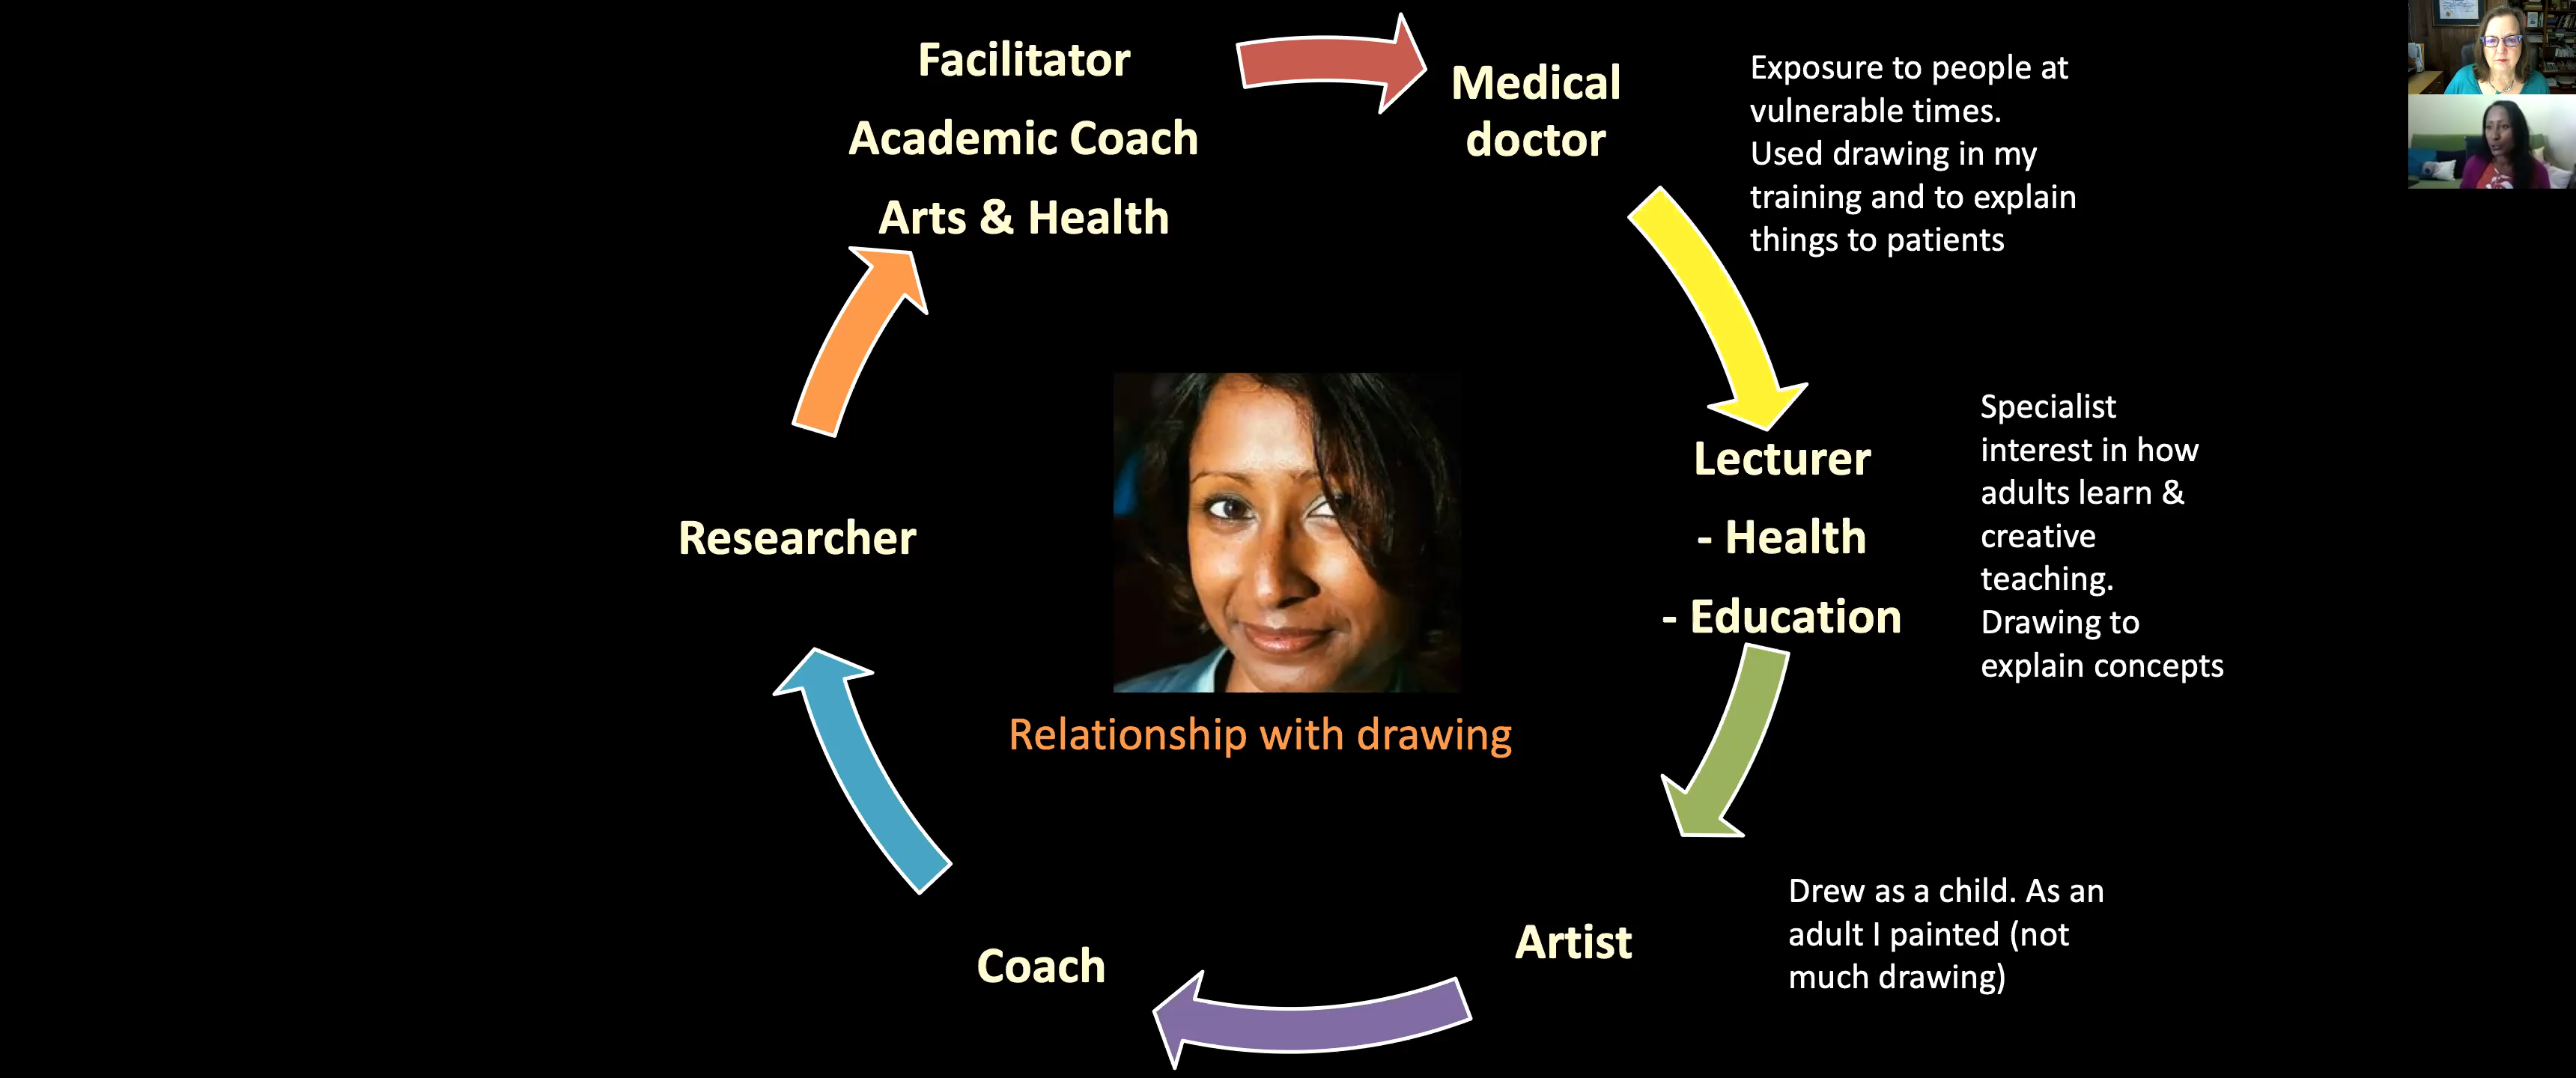 Facilitator
Academic Coach
Arts & Health
Medical
doctor
Exposure to people at
vulnerable times.
Used drawing in my
training and to explain
things to patients
Lecturer
- Health
- Education
Specialist
interest in how
adults learn &
creative
teaching.
Drawing to
explain concepts
Artist
Drew as a child. As an
adult I painted (not
much drawing)
Coach
Researcher
Relationship with drawing